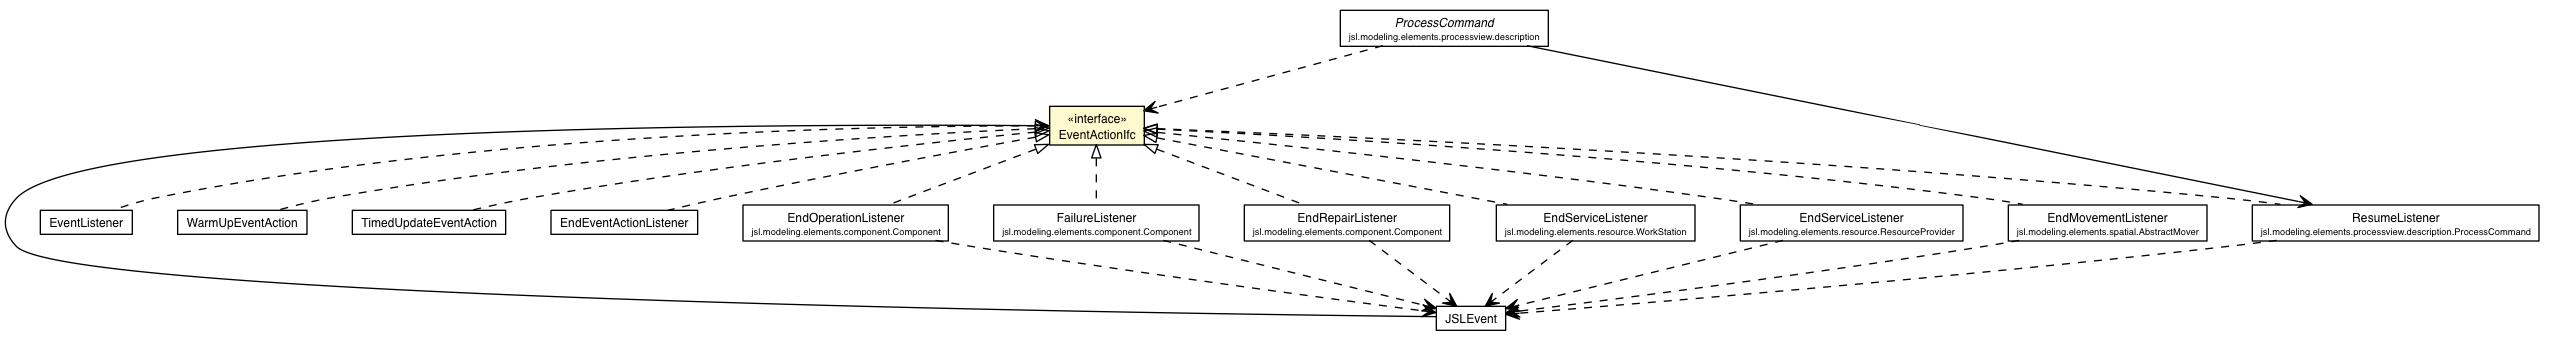 ProcessCommand
jsl.modeling.elements.processview.description
«interface»
EventActionIfc
EventListener
WarmUpEventAction
TimedUpdateEventAction
EndEventActionListener
EndOperationListener
jsl.modeling.elements.component.Component
FailureListener
jsl.modeling.elements.component.Component
EndRepairListener
jsl.modeling.elements.component.Component
EndServiceListener
jsl.modeling.elements.resource.WorkStation
EndServiceListener
jsl.modeling.elements.resource.ResourceProvider
EndMovementListener
jsl.modeling.elements.spatial.AbstractMover
ResumeListener
jsl.modeling.elements.processview.description.ProcessCommand
JSLEvent